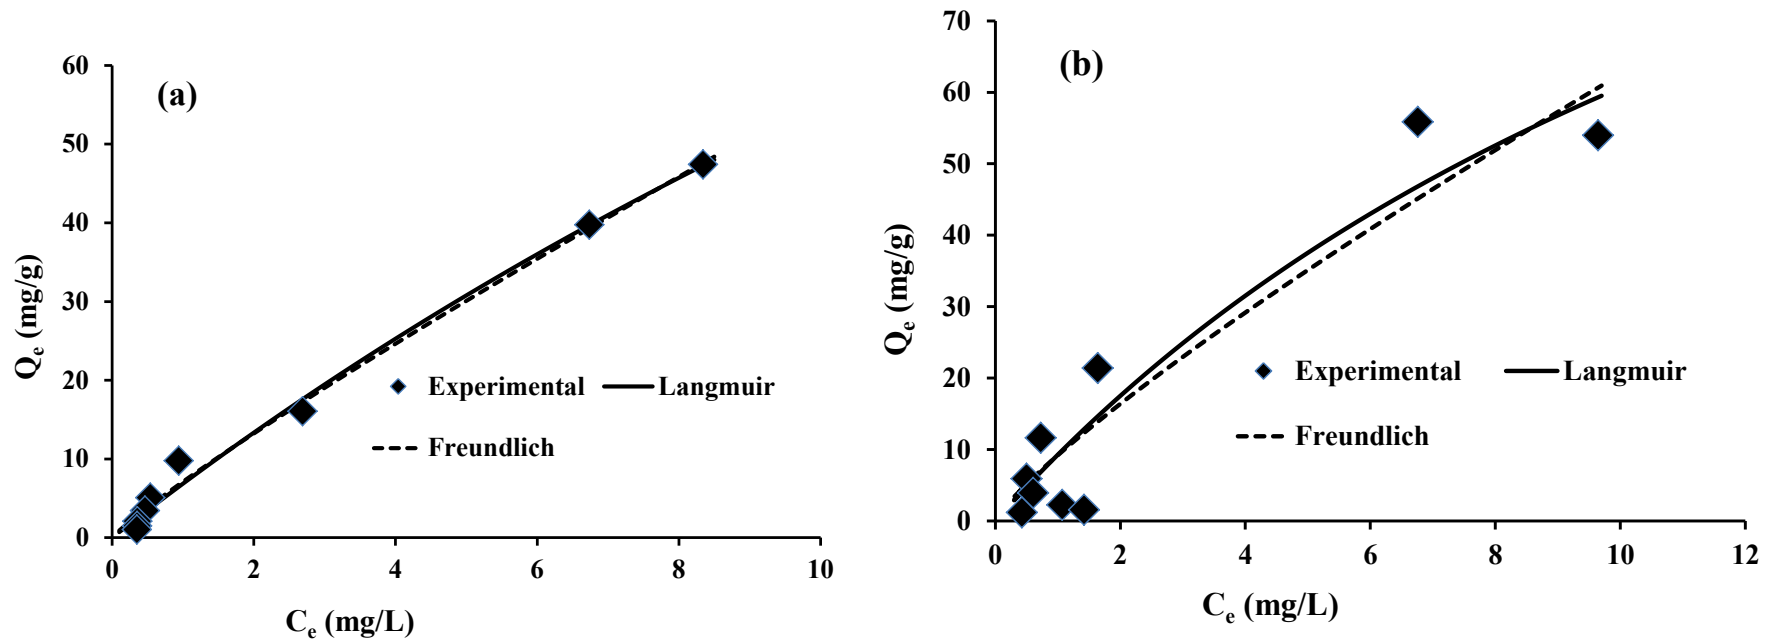 (a)
60
50
40
30
20
10
0
0 2 4 6 8 10
Qe (mg/g)
Ce (mg/L)
Experimental Langmuir
Freundlich
(b)
70
60
50
40
30
20
10
0
0 2 4 6 8 10 12
Qe (mg/g)
Ce (mg/L)
Experimental Langmuir
Freundlich